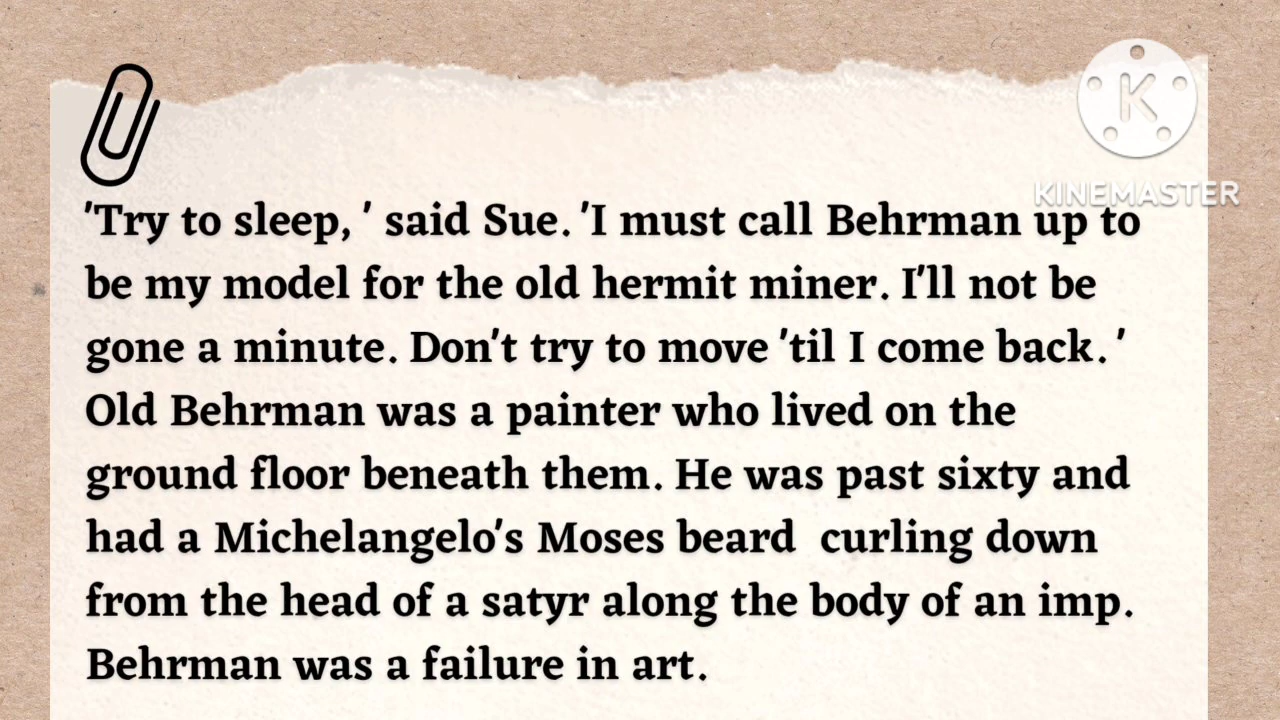 K
KINEMASTER
'Try to sleep, ' said Sue. 'I must call Behrman up to
be my model for the old hermit miner. I'll not be
gone a minute. Don't try to move 'til I come back. '
Old Behrman was a painter who lived on the
ground floor beneath them. He was past sixty and
had a Michelangelo's Moses beard  curling down
from the head of a satyr along the body of an imp.
Behrman was a failure in art.